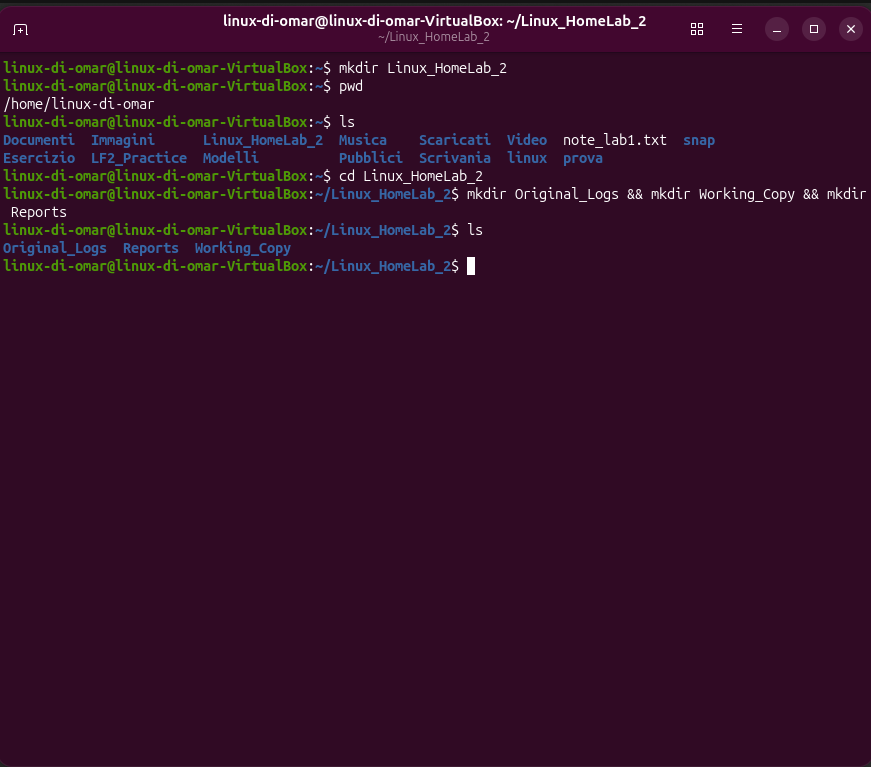 linux-di-omar@linux-di-omar-VirtualBox: ~/Linux_HomeLab_2
~/Linux_HomeLab_2
linux-di-omar@linux-di-omar-VirtualBox:~$ mkdir Linux_HomeLab_2
linux-di-omar@linux-di-omar-VirtualBox:~$ pwd
/home/linux-di-omar
linux-di-omar@linux-di-omar-VirtualBox:~$ ls
Documenti  Immagini      Linux_HomeLab_2  Musica    Scaricati  Video  note_lab1.txt  snap
Esercizio  LF2_Practice  Modelli          Pubblici  Scrivania  linux  prova
linux-di-omar@linux-di-omar-VirtualBox:~$ cd Linux_HomeLab_2
linux-di-omar@linux-di-omar-VirtualBox:~/Linux_HomeLab_2$ mkdir Original_Logs && mkdir Working_Copy && mkdir
 Reports
linux-di-omar@linux-di-omar-VirtualBox:~/Linux_HomeLab_2$ ls
Original_Logs  Reports  Working_Copy
linux-di-omar@linux-di-omar-VirtualBox:~/Linux_HomeLab_2$